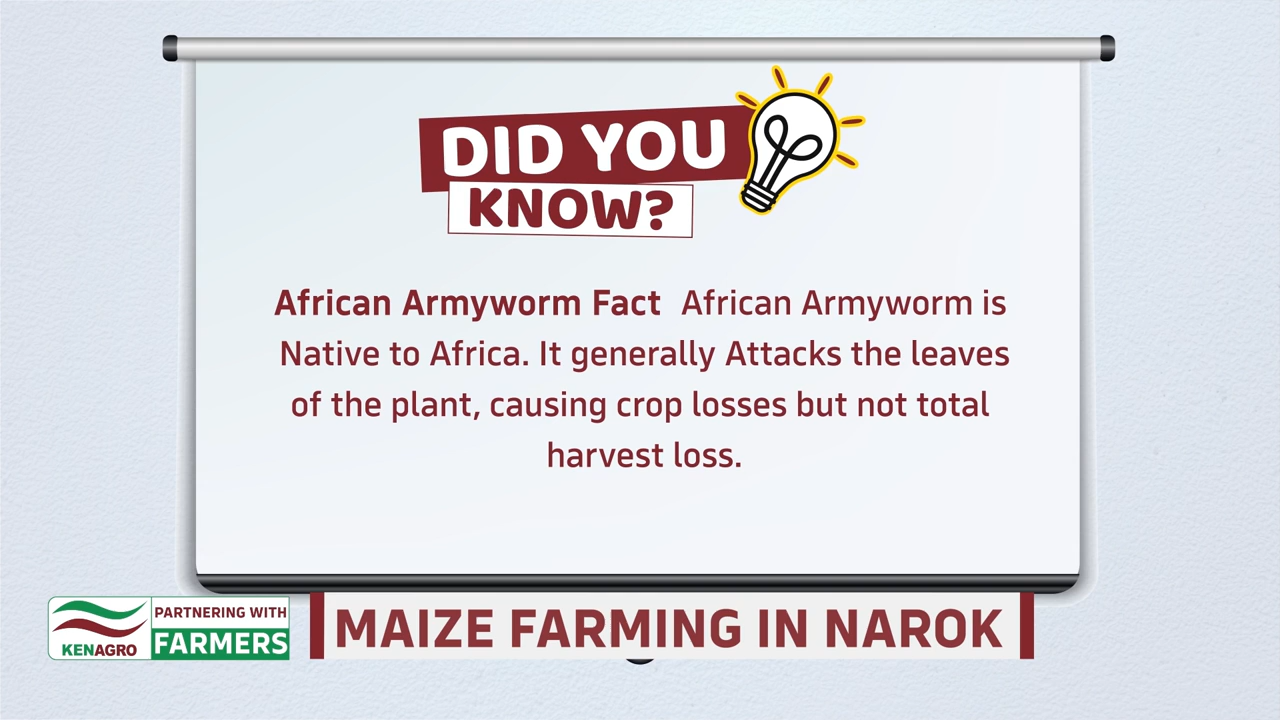 DID YOU
KNOW?
African Armyworm Fact African Armyworm is
Native to Africa. It generally Attacks the leaves
of the plant, causing crop losses but not total
harvest loss.
KENAGRO
PARTNERING WITH
FARMERS
MAIZE FARMING IN NAROK